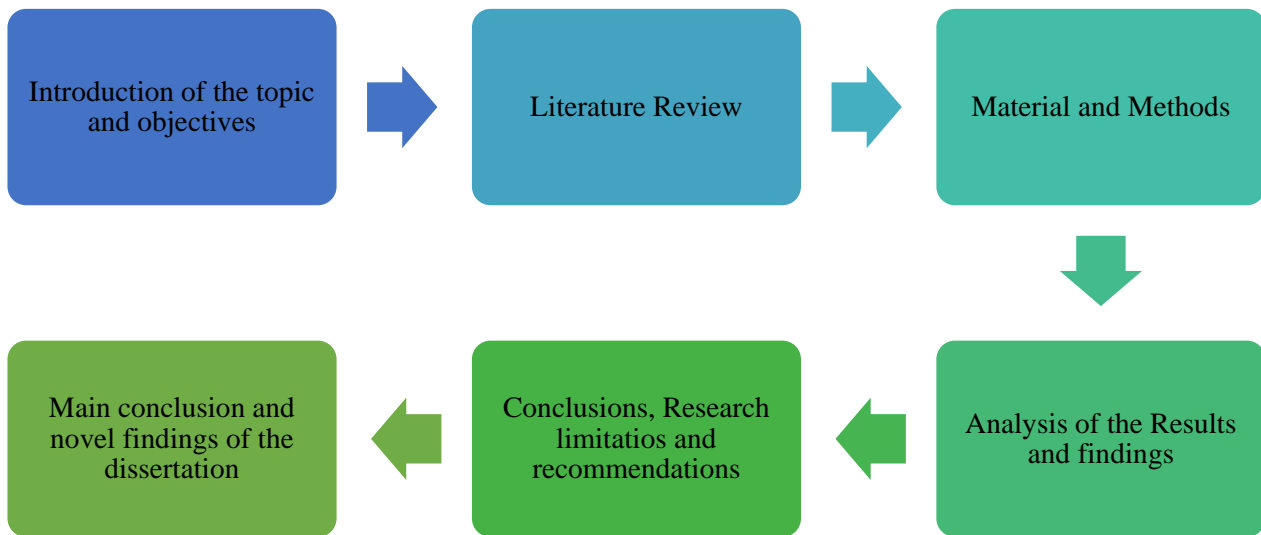 Introduction of the topic
and objectives
Literature Review
Material and Methods
Analysis of the Results
and findings
Conclusions, Research
limitatios and
recommendations
Main conclusion and
novel findings of the
dissertation